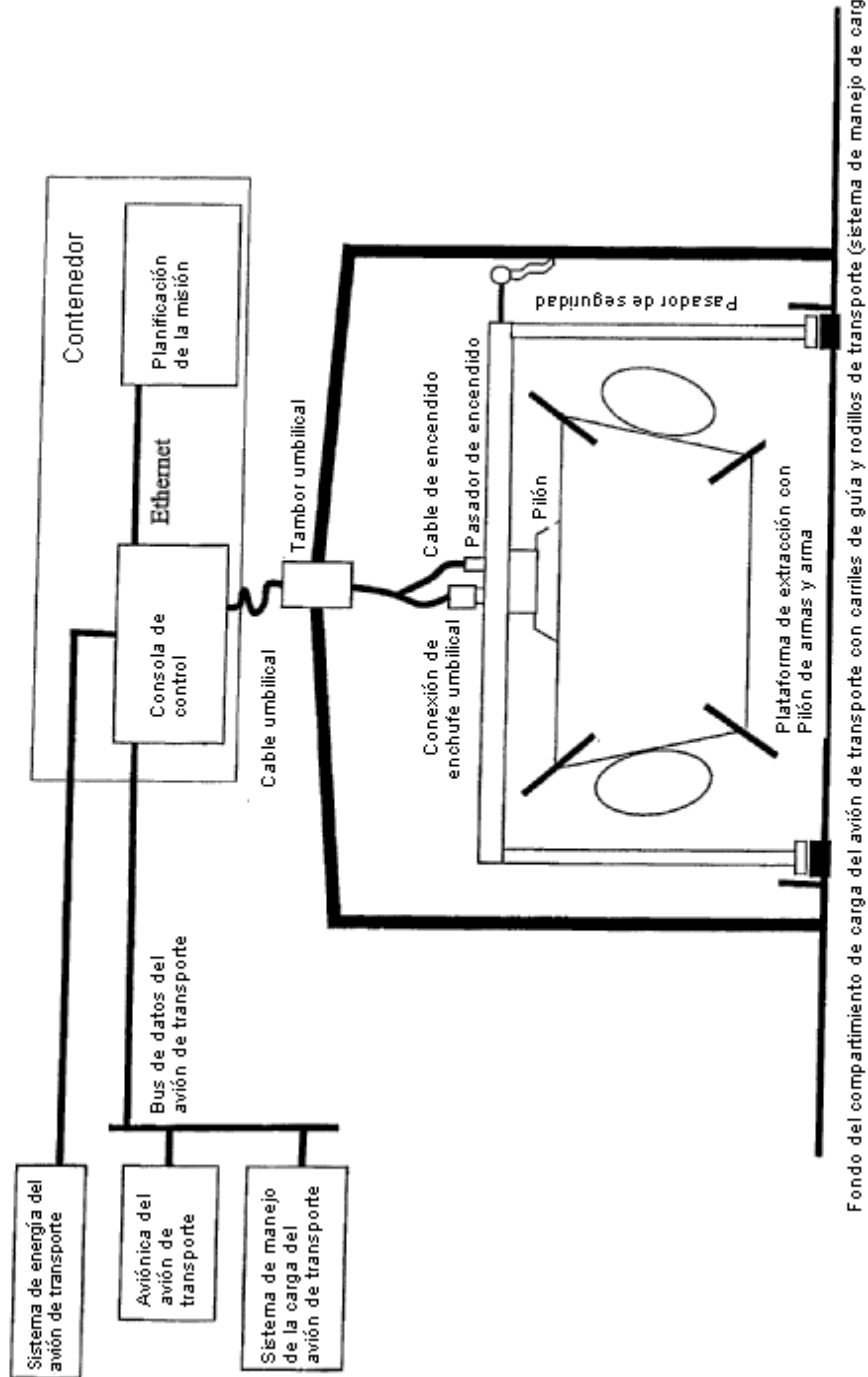 Contenedor
Planificación
de la misión
Ethernet
Consola de
control
Sistema de energía del
avión de transporte
Aviónica del
avión de
transporte
Sistema de manejo
de la carga del
avión de transporte
Bus de datos del
avión de transporte
Cable umbilical
Tambor umbilical
Conexión de
enchufe umbilical
Cable de encendido
Pasador de encendido
Pasador de seguridad
Pilón
Plataforma de extracción con
Pilón de armas y arma
Fondo del compartimiento de carga del avión de transporte con carriles de guía y rodillos de transporte (sistema de manejo de carg